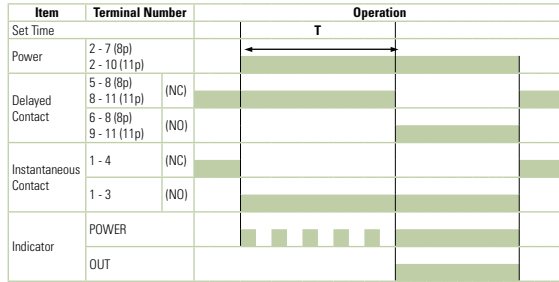 Item Terminal Number Operation
Set Time T
Power 2 - 7 (8p)
2 - 10 (11p)
Delayed Contact 5 - 8 (8p)
8 - 11 (11p) (NC)
6 - 8 (8p)
9 - 11 (11p) (NO)
Instantaneous Contact 1 - 4 (NC)
1 - 3 (NO)
Indicator POWER
OUT